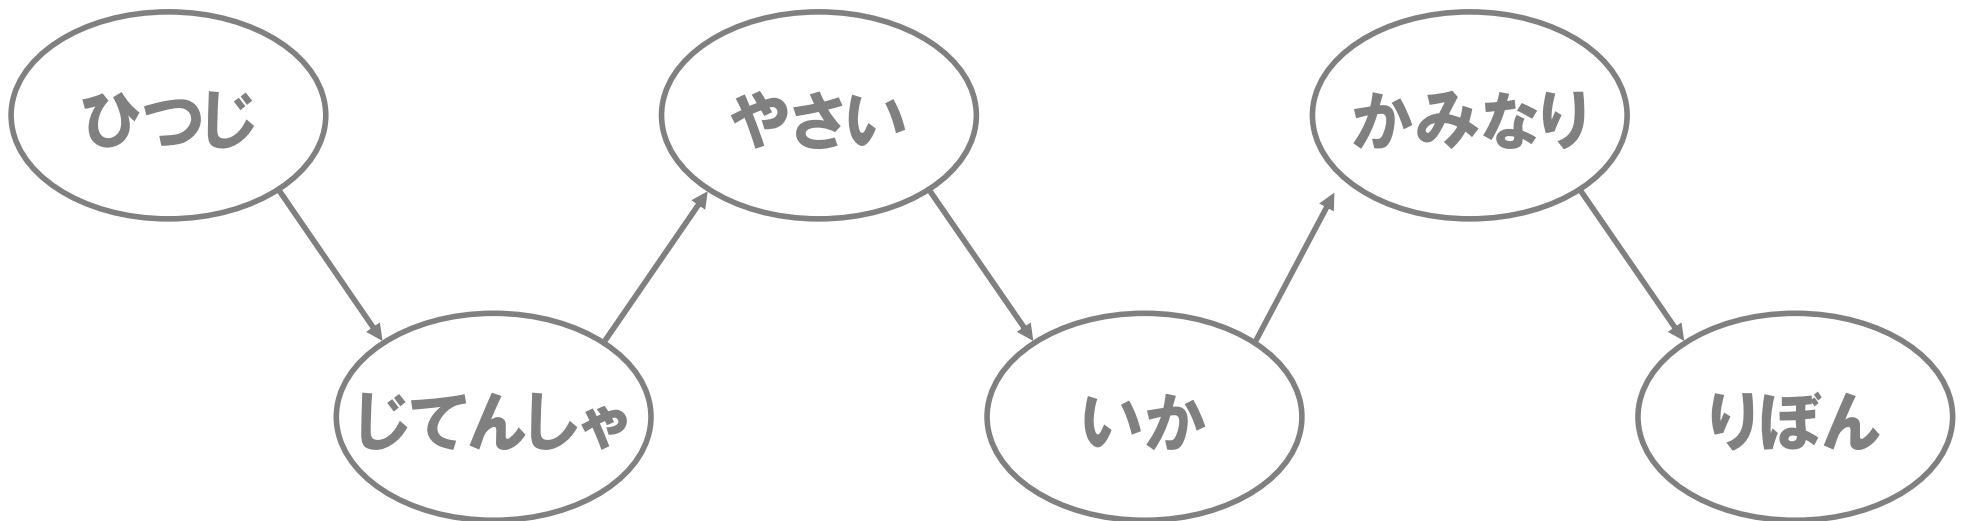 ひつじ
じてんしゃ
やさい
いか
かみなり
りぼん